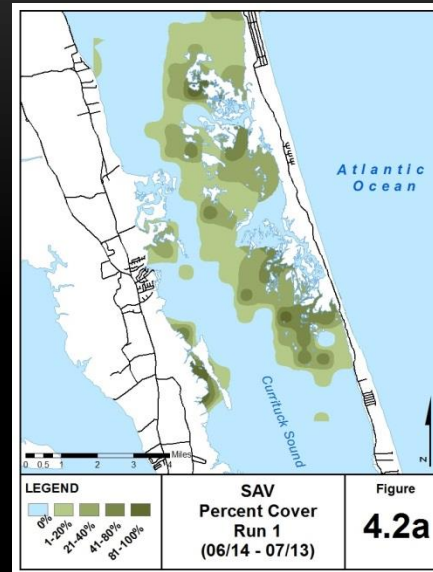 Atlantic
Ocean
Currituck Sound
Miles
0 0.5 1 2 3 4
N
LEGEND
0%
1-20%
21-40%
41-80%
81-100%
SAV
Percent Cover
Run 1
(06/14 - 07/13)
Figure
4.2a